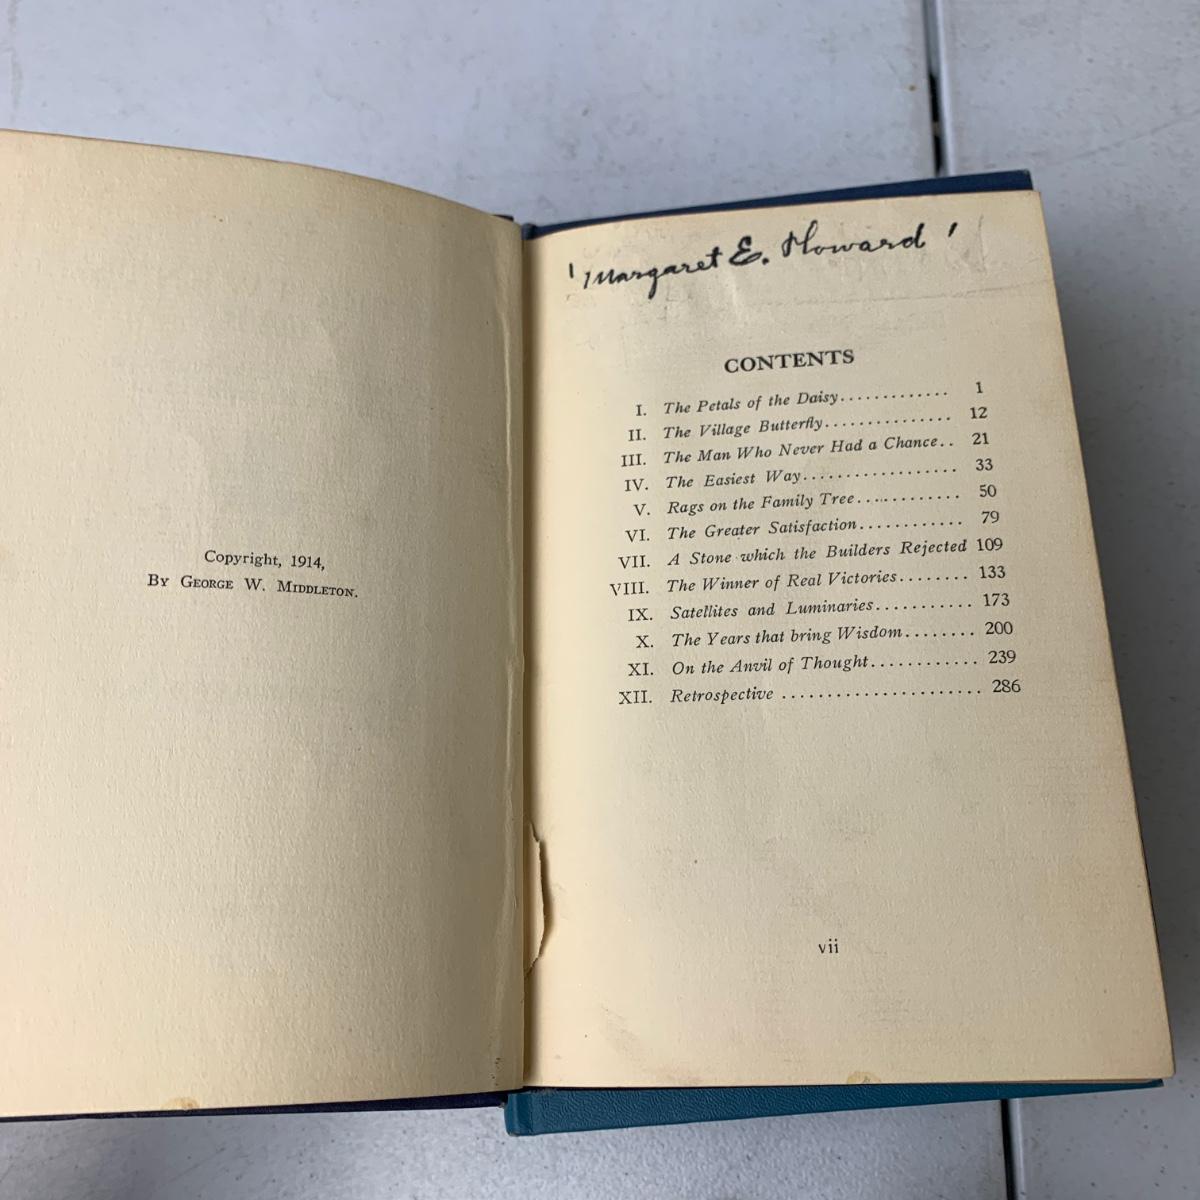 Copyright, 1914,
By George W. Middleton.
'Margaret E. Howard'
CONTENTS
I. The Petals of the Daisy............. 1
II. The Village Butterfly............... 12
III. The Man Who Never Had a Chance.. 21
IV. The Easiest Way.................. 33
V. Rags on the Family Tree............ 50
VI. The Greater Satisfaction............ 79
VII. A Stone which the Builders Rejected 109
VIII. The Winner of Real Victories........ 133
IX. Satellites and Luminaries........... 173
X. The Years that bring Wisdom........ 200
XI. On the Anvil of Thought............ 239
XII. Retrospective ...................... 286
vii